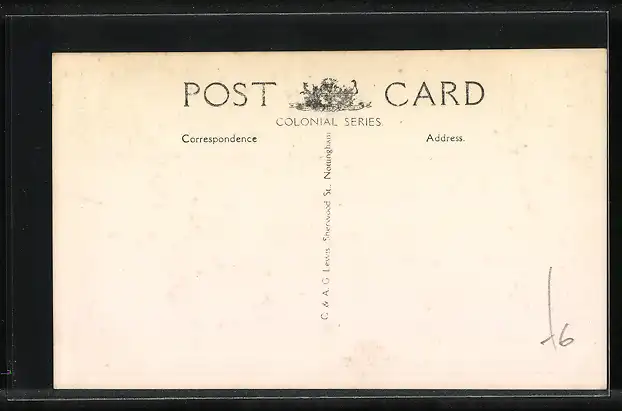 POST CARD
COLONIAL SERIES
Correspondence Address.
C. & A. G. Lewis, Sherwood St., Nottingham
6